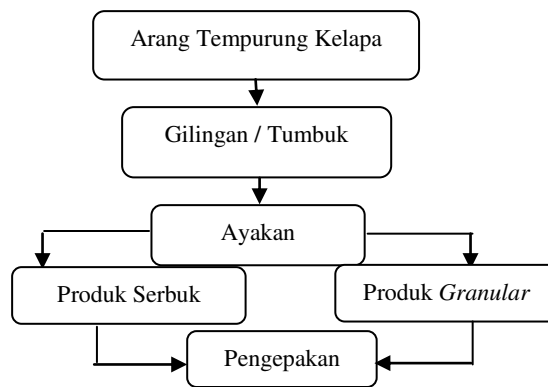 Arang Tempurung Kelapa
Gilingan / Tumbuk
Ayakan
Produk Serbuk
Produk Granular
Pengepakan